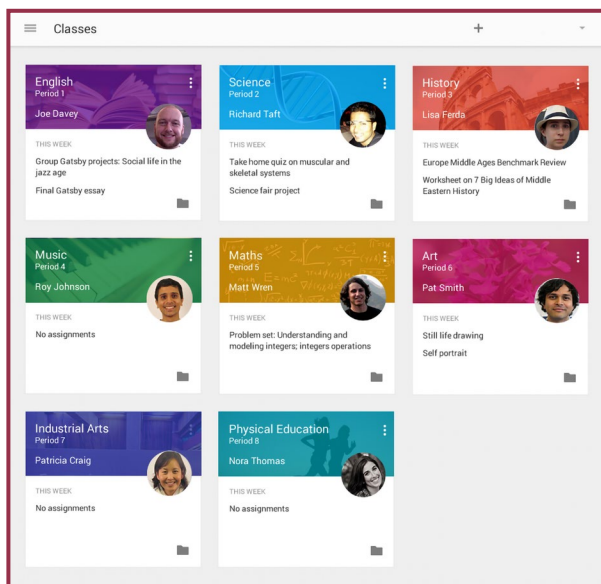 Classes
English
Period 1
Joe Davey
THIS WEEK
Group Gatsby projects: Social life in the
jazz age
Final Gatsby essay
Science
Period 2
Richard Taft
THIS WEEK
Take home quiz on muscular and
skeletal systems
Science fair project
History
Period 3
Lisa Ferda
THIS WEEK
Europe Middle Ages Benchmark Review
Worksheet on 7 Big Ideas of Middle
Eastern History
Music
Period 4
Roy Johnson
THIS WEEK
No assignments
Maths
Period 5
Matt Wren
THIS WEEK
Problem set: Understanding and
modeling integers; integers operations
Art
Period 6
Pat Smith
THIS WEEK
Still life drawing
Self portrait
Industrial Arts
Period 7
Patricia Craig
THIS WEEK
No assignments
Physical Education
Period 8
Nora Thomas
THIS WEEK
No assignments